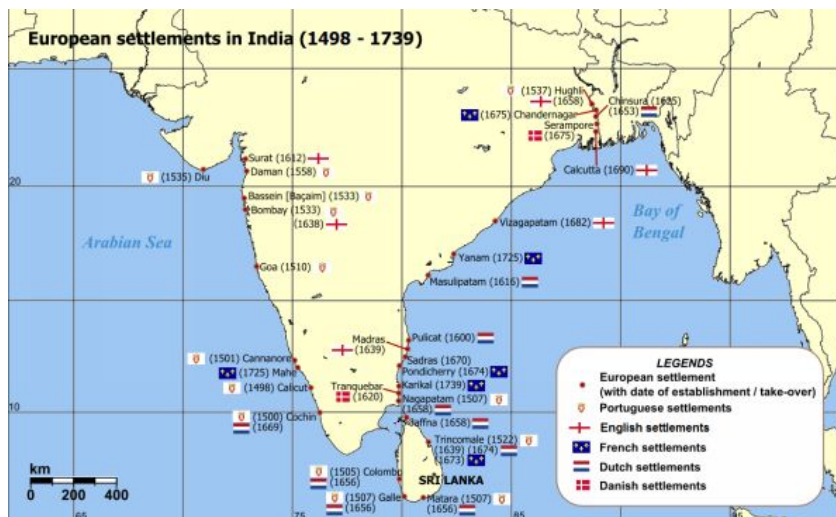 European settlements in India (1498 - 1739)
(1537) Hughli
(1658)
Chinsura (1625)
(1653)
(1675) Chandernagar
Serampore
(1675)
Calcutta (1690)
20
Surat (1612)
(1535) Diu
Daman (1558)
Bassein [Baçaim] (1533)
Bombay (1533)
(1638)
Arabian Sea
Bay of
Bengal
Vizagapatam (1682)
Yanam (1725)
Goa (1510)
Masulipatam (1616)
Pulicat (1600)
Madras
(1639)
Sadras (1670)
(1501) Cannanore
(1725) Mahe
Pondicherry (1674)
(1498) Calicut
Karikal (1739)
Tranquebar
(1620)
Nagapatam (1507)
(1658)
10
(1500) Cochin
(1669)
Jaffna (1658)
Trincomale (1522)
(1639) (1674)
(1673)
(1505) Colombo
(1656)
SRI LANKA
(1507) Galle
(1656)
Matara (1507)
(1656)
km
0 200 400
LEGENDS
European settlement
(with date of establishment / take-over)
Portuguese settlements
English settlements
French settlements
Dutch settlements
Danish settlements
65
75
85
95